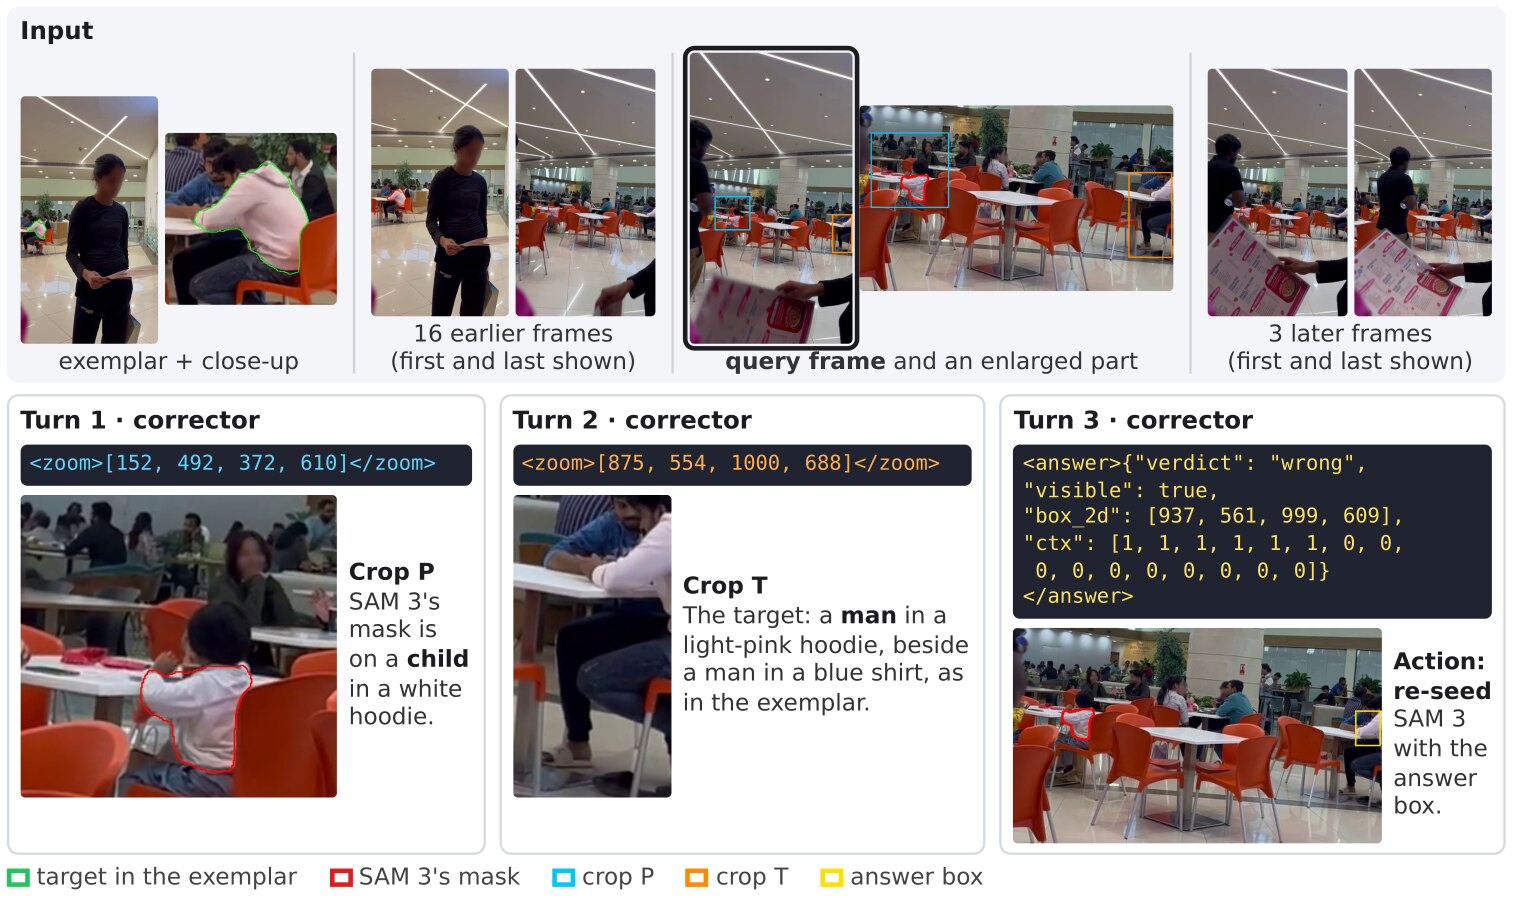 Input
exemplar + close-up
16 earlier frames
(first and last shown)
query frame and an enlarged part
3 later frames
(first and last shown)
Turn 1 · corrector
<zoom>[152, 492, 372, 610]</zoom>
Crop P
SAM 3's
mask is
on a child
in a white
hoodie.
Turn 2 · corrector
<zoom>[875, 554, 1000, 688]</zoom>
Crop T
The target: a man in a
light-pink hoodie, beside
a man in a blue shirt, as
in the exemplar.
Turn 3 · corrector
<answer>{"verdict": "wrong",
"visible": true,
"box_2d": [937, 561, 999, 609],
"ctx": [1, 1, 1, 1, 1, 1, 0, 0,
0, 0, 0, 0, 0, 0, 0, 0]}
</answer>
Action:
re-seed
SAM 3
with the
answer
box.
target in the exemplar
SAM 3's mask
crop P
crop T
answer box